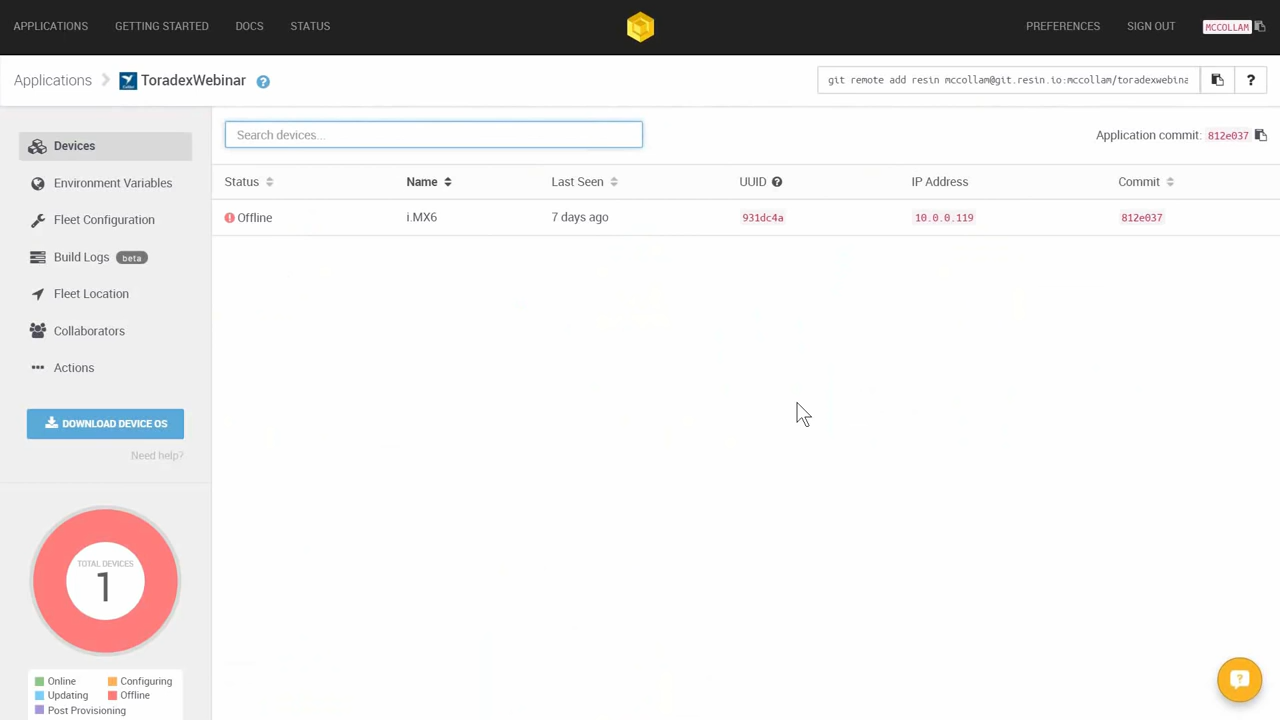 APPLICATIONS GETTING STARTED DOCS STATUS PREFERENCES SIGN OUT MCCOLLAM
Applications ToradexWebinar ? git remote add resin mccollam@git.resin.io:mccollam/toradexwebina ?
Devices
Environment Variables
Fleet Configuration
Build Logs beta
Fleet Location
Collaborators
Actions
DOWNLOAD DEVICE OS
Need help?
TOTAL DEVICES
1
Online Configuring
Updating Offline
Post Provisioning
Search devices... Application commit: 812e037
Status Name Last Seen UUID ? IP Address Commit
! Offline i.MX6 7 days ago 931dc4a 10.0.0.119 812e037
?